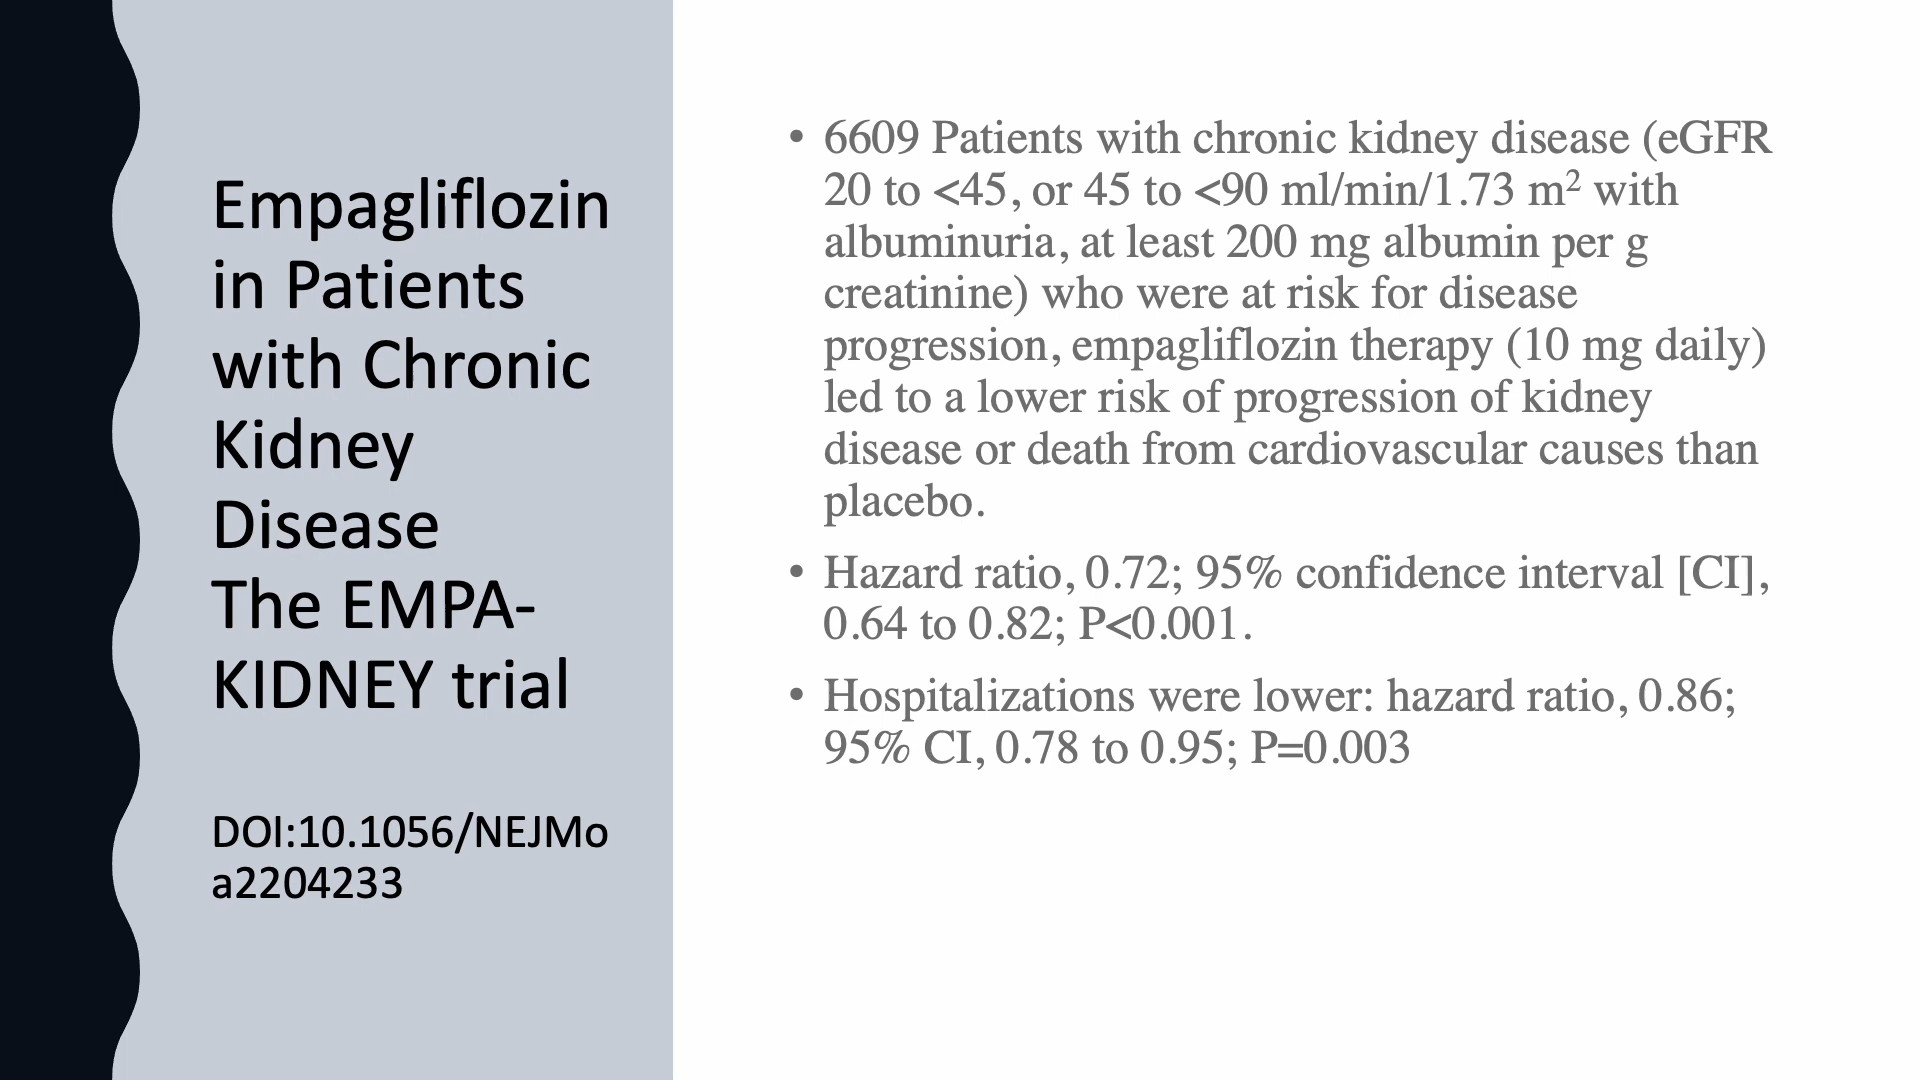 Empagliflozin
in Patients
with Chronic
Kidney
Disease
The EMPA-
KIDNEY trial
DOI:10.1056/NEJMo
a2204233
• 6609 Patients with chronic kidney disease (eGFR
20 to <45, or 45 to <90 ml/min/1.73 m² with
albuminuria, at least 200 mg albumin per g
creatinine) who were at risk for disease
progression, empagliflozin therapy (10 mg daily)
led to a lower risk of progression of kidney
disease or death from cardiovascular causes than
placebo.
• Hazard ratio, 0.72; 95% confidence interval [CI],
0.64 to 0.82; P<0.001.
• Hospitalizations were lower: hazard ratio, 0.86;
95% CI, 0.78 to 0.95; P=0.003